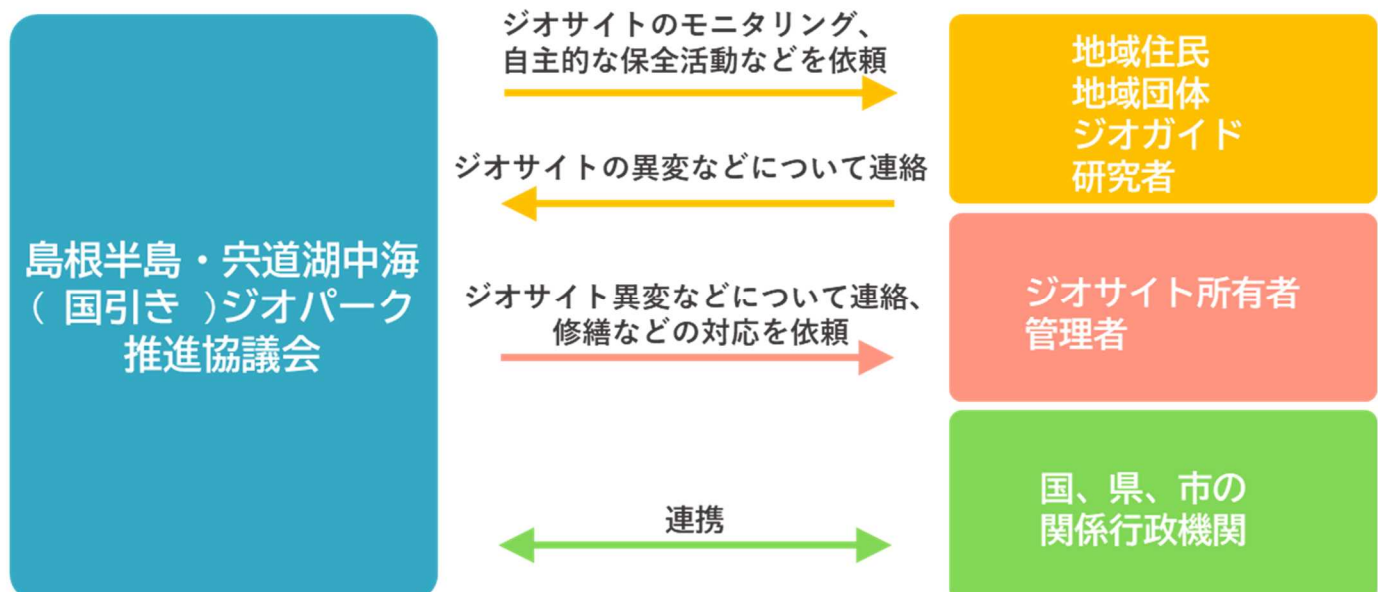 島根半島・宍道湖中海
( 国引き )ジオパーク
推進協議会
ジオサイトのモニタリング、
自主的な保全活動などを依頼
ジオサイトの異変などについて連絡
ジオサイト異変などについて連絡、
修繕などの対応を依頼
連携
地域住民
地域団体
ジオガイド
研究者
ジオサイト所有者
管理者
国、県、市の
関係行政機関